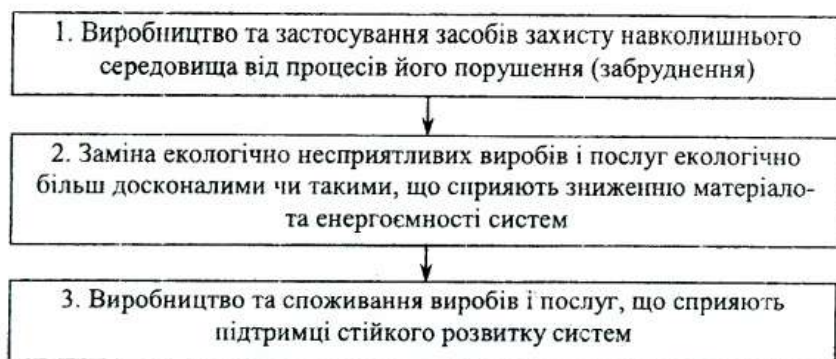 1. Виробництво та застосування засобів захисту навколишнього
середовища від процесів його порушення (забруднення)
2. Заміна екологічно несприятливих виробів і послуг екологічно
більш досконалими чи такими, що сприяють зниженню матеріало-
та енергоємності систем
3. Виробництво та споживання виробів і послуг, що сприяють
підтримці стійкого розвитку систем